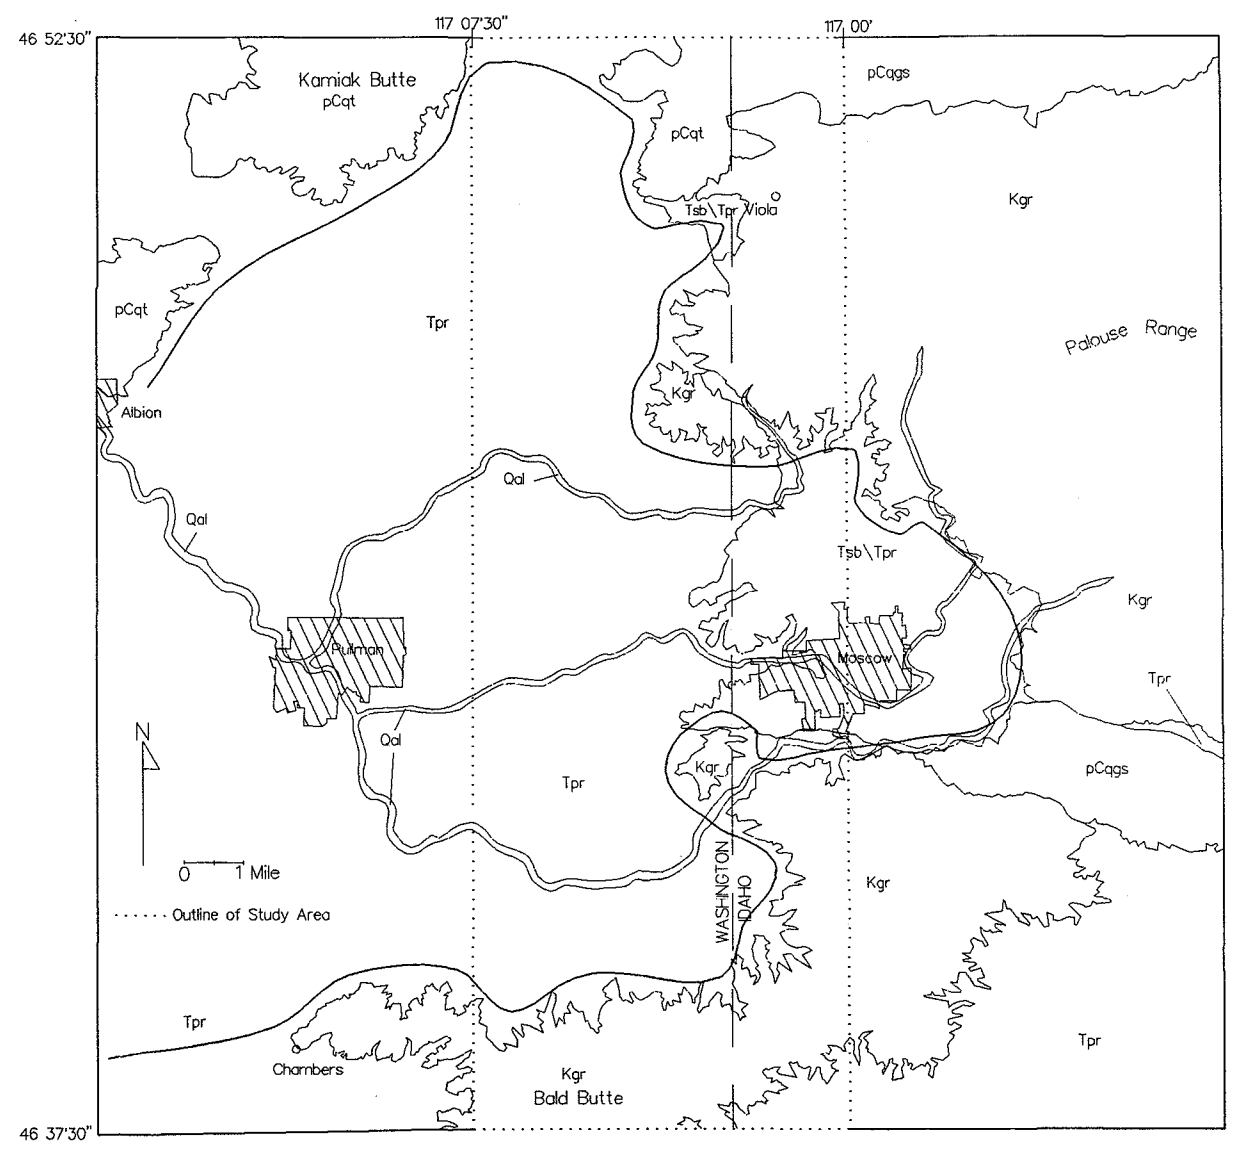 117 07'30"
117 00'
46 52'30"
pCqgs
Kamiak Butte
pCqt
pCqt
Kgr
Tsb\Tpr
Viola
pCqt
Tpr
Palouse Range
Kgr
Albion
Qal
Qal
Tsb\Tpr
Kgr
Pullman
Moscow
Tpr
N
Qal
Kgr
pCqgs
Tpr
0 1 Mile
WASHINGTON
IDAHO
Kgr
Outline of Study Area
Tpr
Tpr
Chambers
Kgr
Bald Butte
46 37'30"